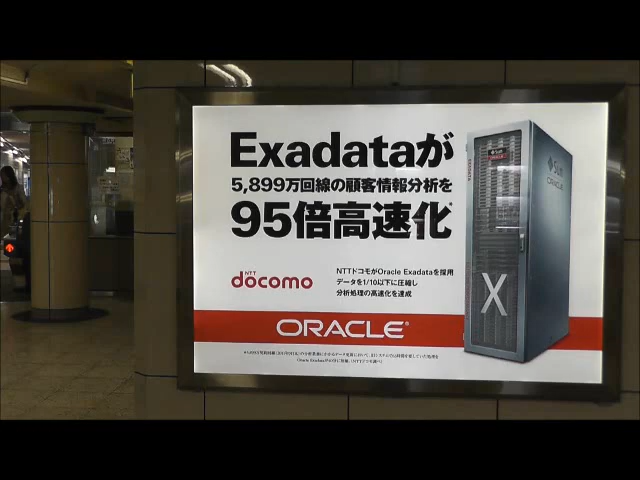 Exadataが
5,899万回線の顧客情報分析を
95倍高速化*
NTT
docomo
NTTドコモがOracle Exadataを採用
データを1/10以下に圧縮し
分析処理の高速化を達成
ORACLE®
Sun
ORACLE
Sun
ORACLE
X